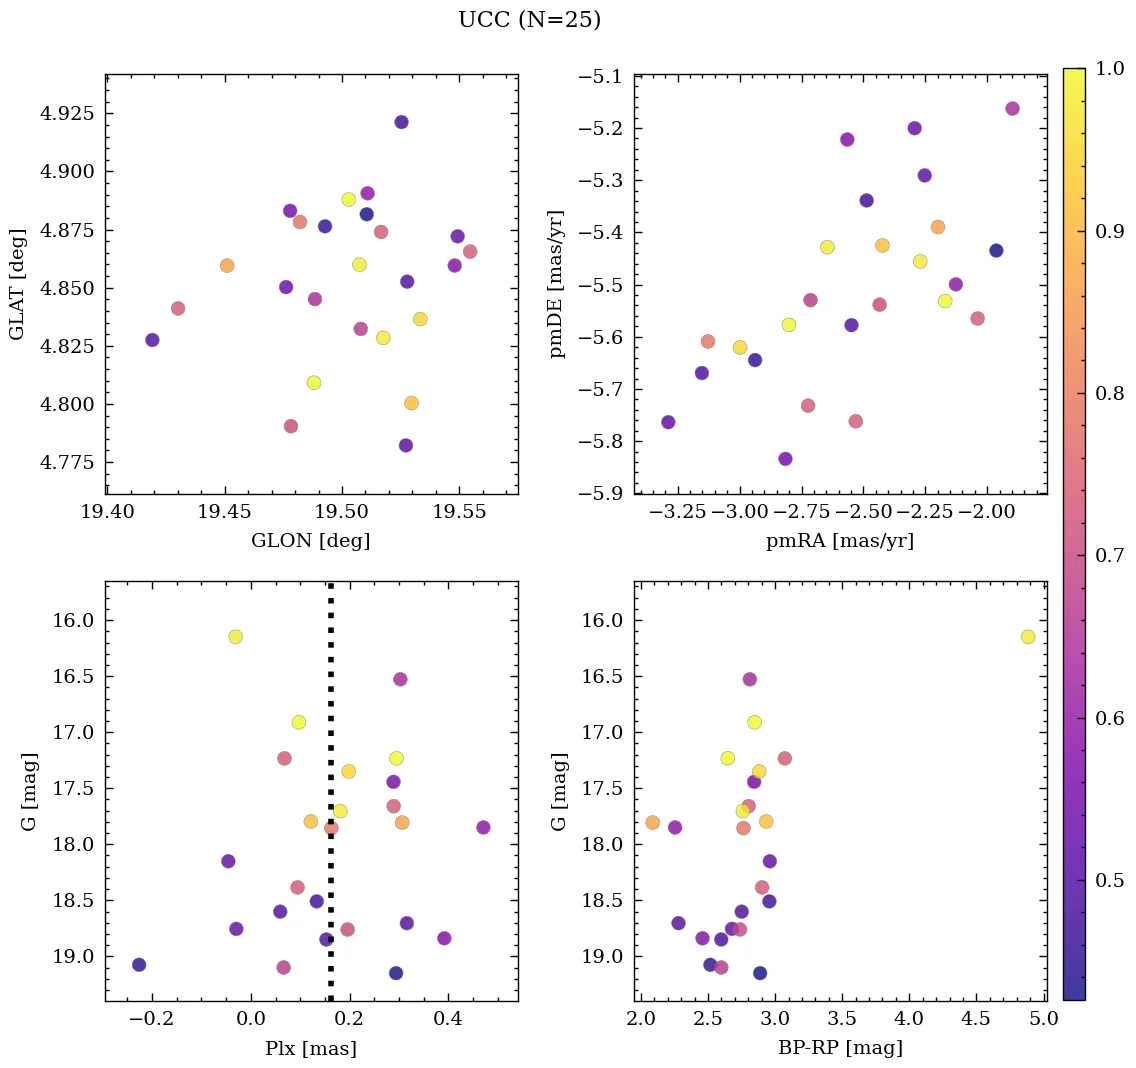 UCC (N=25)
4.925
4.900
4.875
4.850
4.825
4.800
4.775
GLAT [deg]
19.40 19.45 19.50 19.55
GLON [deg]
−5.1
−5.2
−5.3
−5.4
−5.5
−5.6
−5.7
−5.8
−5.9
pmDE [mas/yr]
−3.25 −3.00 −2.75 −2.50 −2.25 −2.00
pmRA [mas/yr]
16.0
16.5
17.0
17.5
18.0
18.5
19.0
G [mag]
−0.2 0.0 0.2 0.4
Plx [mas]
16.0
16.5
17.0
17.5
18.0
18.5
19.0
G [mag]
2.0 2.5 3.0 3.5 4.0 4.5 5.0
BP-RP [mag]
1.0
0.9
0.8
0.7
0.6
0.5